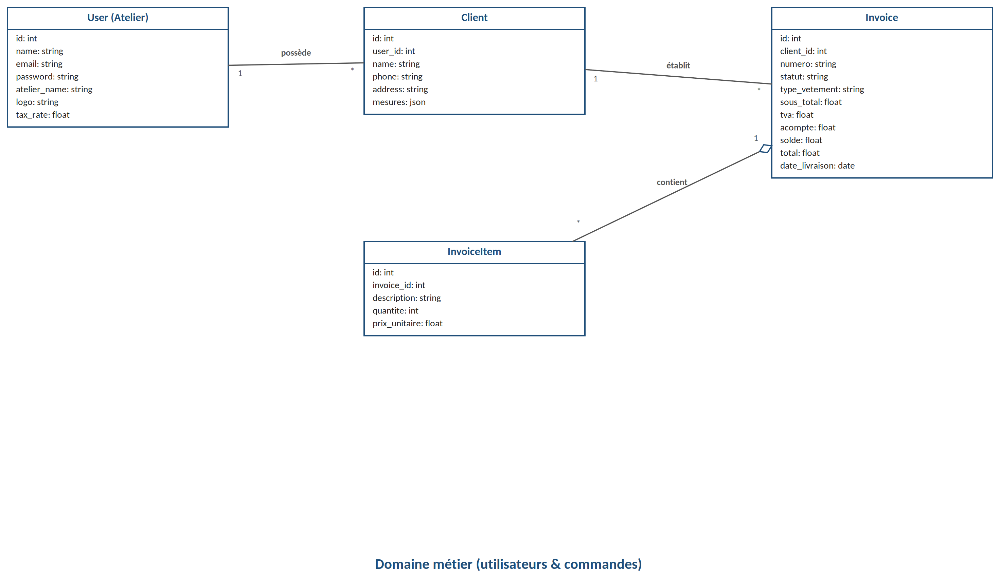 User (Atelier)
id: int
name: string
email: string
password: string
atelier_name: string
logo: string
tax_rate: float
possède
1
*
Client
id: int
user_id: int
name: string
phone: string
address: string
mesures: json
établit
1
*
Invoice
id: int
client_id: int
numero: string
statut: string
type_vetement: string
sous_total: float
tva: float
acompte: float
solde: float
total: float
date_livraison: date
1
contient
*
InvoiceItem
id: int
invoice_id: int
description: string
quantite: int
prix_unitaire: float
Domaine métier (utilisateurs & commandes)